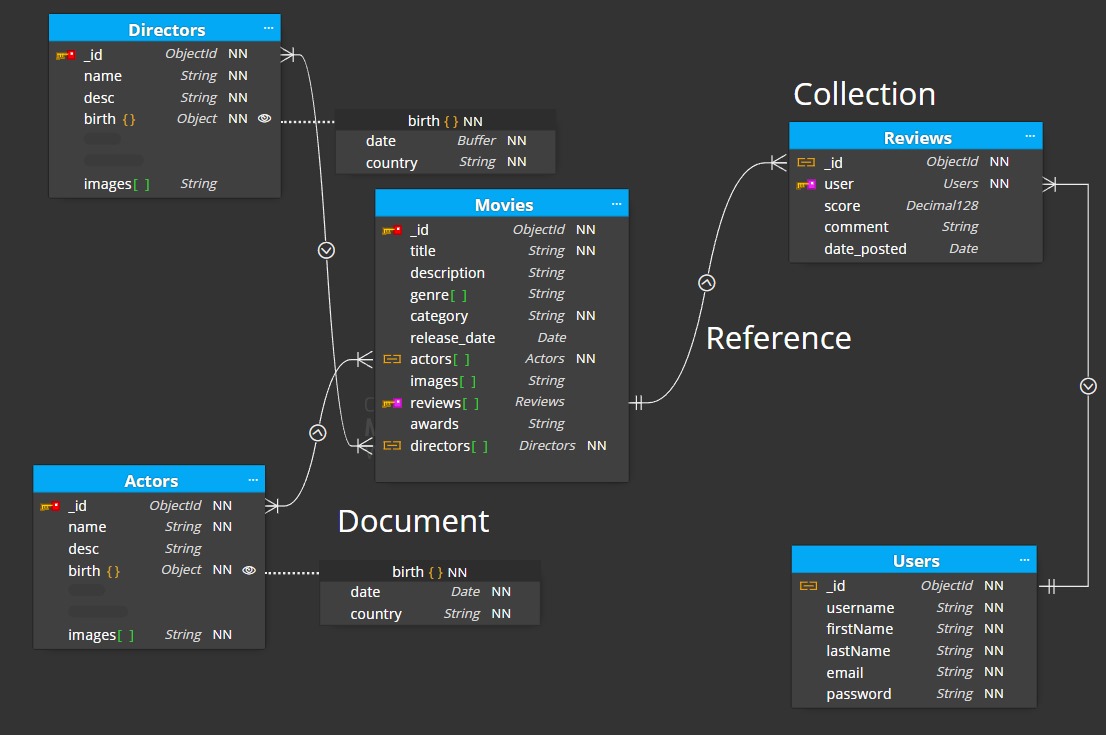 Directors ...
_id ObjectId NN
name String NN
desc String NN
birth { } Object NN
images[ ] String
birth { } NN
date Buffer NN
country String NN
Movies ...
_id ObjectId NN
title String NN
description String
genre[ ] String
category String NN
release_date Date
actors[ ] Actors NN
images[ ] String
reviews[ ] Reviews
awards String
directors[ ] Directors NN
Collection
Reviews ...
_id ObjectId NN
user Users NN
score Decimal128
comment String
date_posted Date
Reference
Actors ...
_id ObjectId NN
name String NN
desc String
birth { } Object NN
images[ ] String NN
Document
birth { } NN
date Date NN
country String NN
Users ...
_id ObjectId NN
username String NN
firstName String NN
lastName String NN
email String NN
password String NN